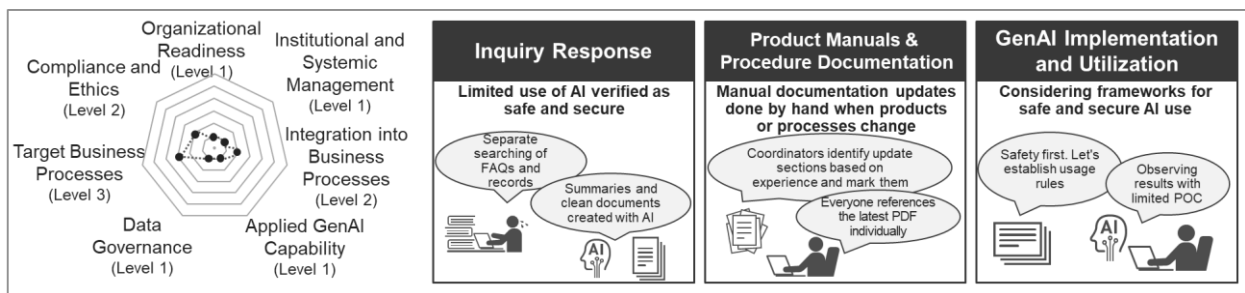 Organizational
Readiness
(Level 1)
Institutional and
Systemic
Management
(Level 1)
Integration into
Business
Processes
(Level 2)
Applied GenAI
Capability
(Level 1)
Data
Governance
(Level 1)
Target Business
Processes
(Level 3)
Compliance and
Ethics
(Level 2)
Inquiry Response
Limited use of AI verified as
safe and secure
Separate
searching of
FAQs and
records
Summaries and
clean documents
created with AI
AI
Product Manuals &
Procedure Documentation
Manual documentation updates
done by hand when products
or processes change
Coordinators identify update
sections based on
experience and mark them
Everyone references
the latest PDF
individually
GenAI Implementation
and Utilization
Considering frameworks for
safe and secure AI use
Safety first. Let's
establish usage
rules
Observing
results with
limited POC
AI